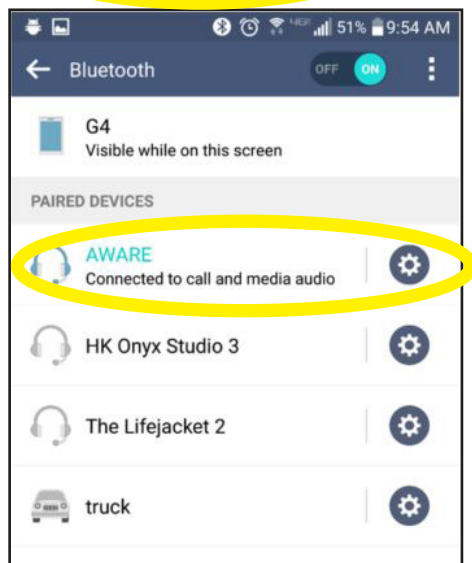 51% 9:54 AM
Bluetooth OFF ON
G4
Visible while on this screen
PAIRED DEVICES
AWARE
Connected to call and media audio
HK Onyx Studio 3
The Lifejacket 2
truck